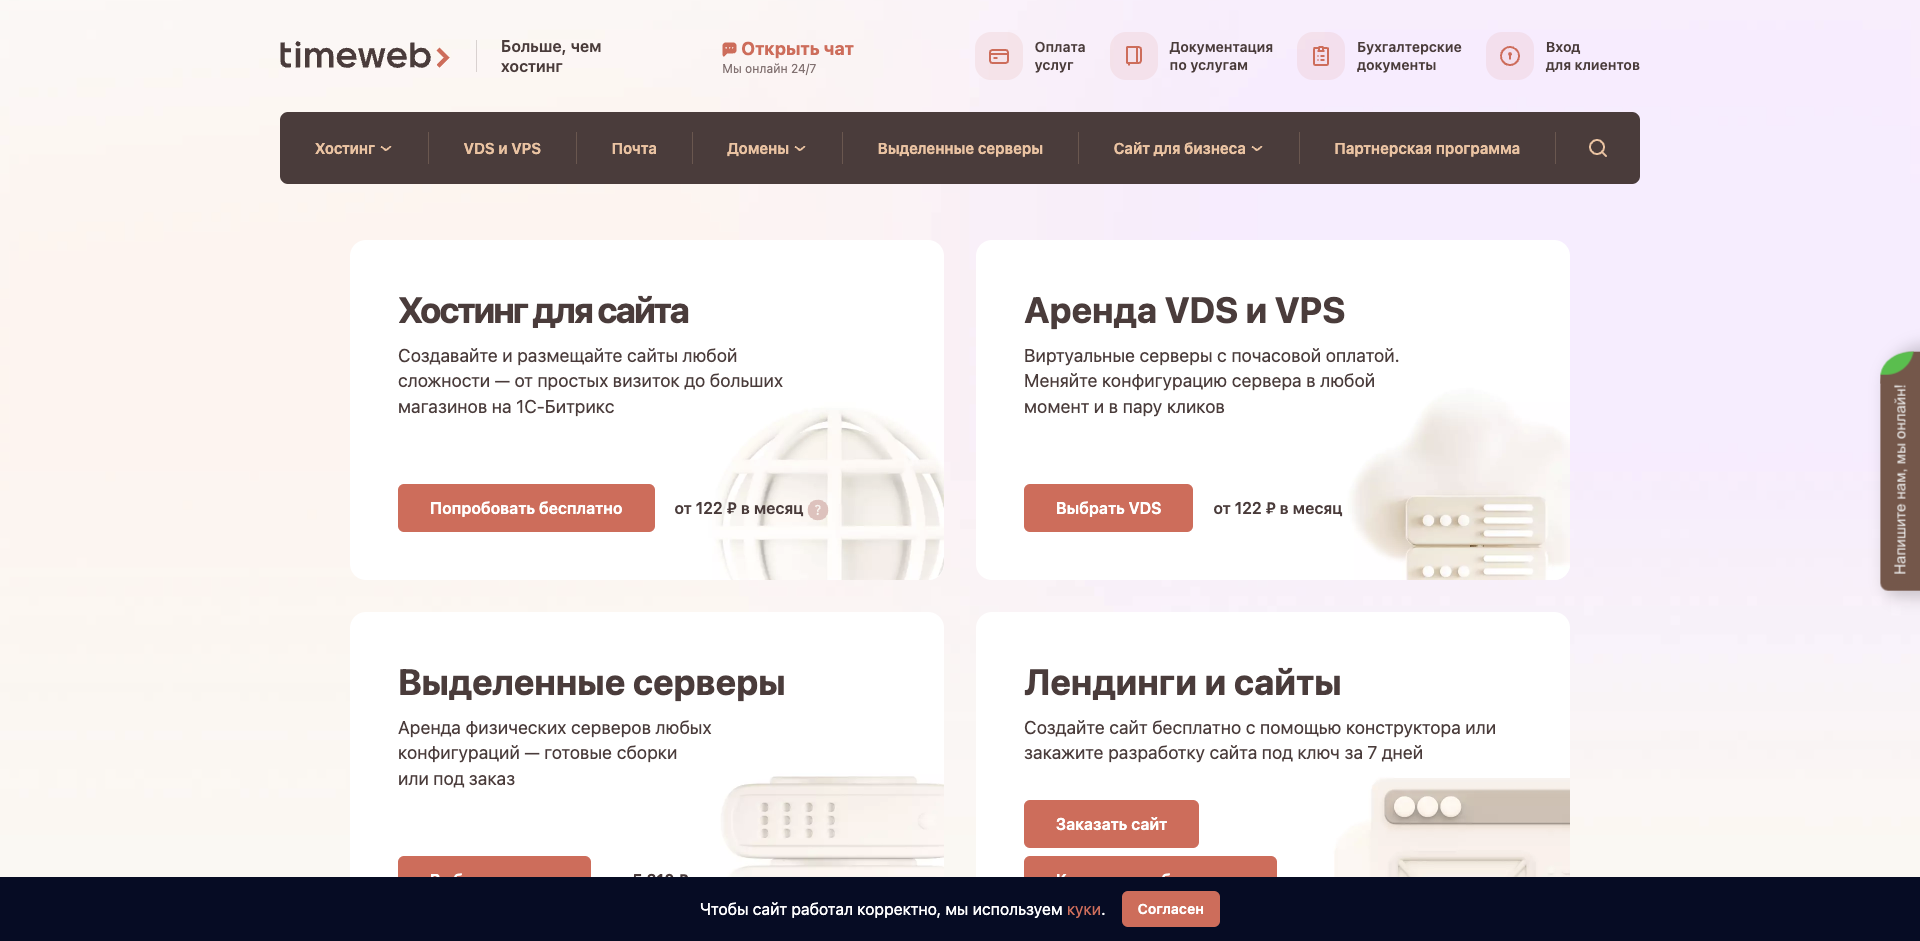 timeweb
Больше, чем
хостинг
Открыть чат
Мы онлайн 24/7
Оплата
услуг
Документация
по услугам
Бухгалтерские
документы
Вход
для клиентов
Хостинг
VDS и VPS
Почта
Домены
Выделенные серверы
Сайт для бизнеса
Партнерская программа
Хостинг для сайта
Создавайте и размещайте сайты любой
сложности — от простых визиток до больших
магазинов на 1С-Битрикс
Попробовать бесплатно
от 122 ₽ в месяц ?
Аренда VDS и VPS
Виртуальные серверы с почасовой оплатой.
Меняйте конфигурацию сервера в любой
момент и в пару кликов
Выбрать VDS
от 122 ₽ в месяц
Напишите нам, мы онлайн!
Выделенные серверы
Аренда физических серверов любых
конфигураций — готовые сборки
или под заказ
Лендинги и сайты
Создайте сайт бесплатно с помощью конструктора или
закажите разработку сайта под ключ за 7 дней
Заказать сайт
Чтобы сайт работал корректно, мы используем куки.
Согласен